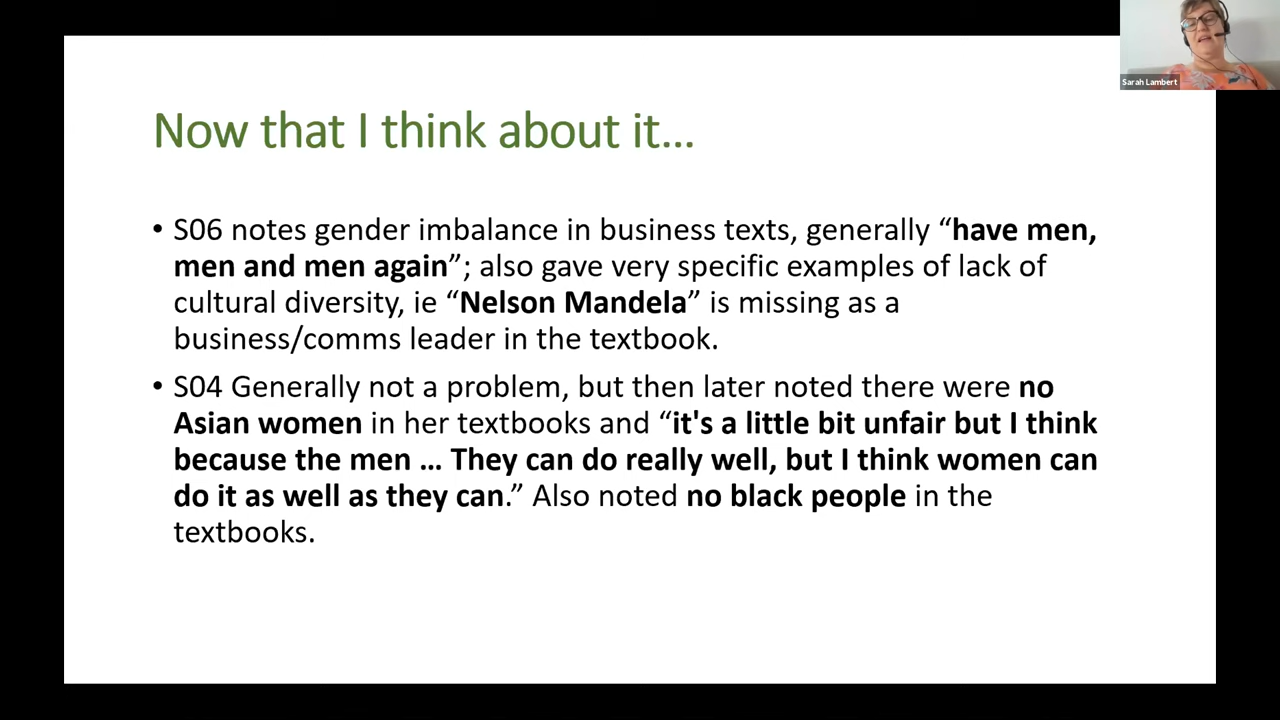 Sarah Lambert
Now that I think about it...
• S06 notes gender imbalance in business texts, generally “have men,
men and men again”; also gave very specific examples of lack of
cultural diversity, ie “Nelson Mandela” is missing as a
business/comms leader in the textbook.
• S04 Generally not a problem, but then later noted there were no
Asian women in her textbooks and “it's a little bit unfair but I think
because the men ... They can do really well, but I think women can
do it as well as they can.” Also noted no black people in the
textbooks.